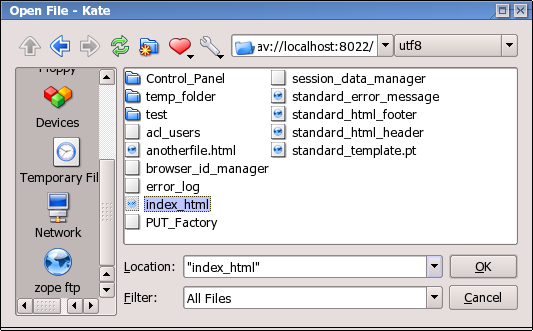 Open File - Kate
av://localhost:8022/
utf8
Floppy
Devices
Temporary Fil
Network
zope ftp
Control_Panel
temp_folder
test
acl_users
anotherfile.html
browser_id_manager
error_log
index_html
PUT_Factory
session_data_manager
standard_error_message
standard_html_footer
standard_html_header
standard_template.pt
Location:
"index_html"
OK
Filter:
All Files
Cancel